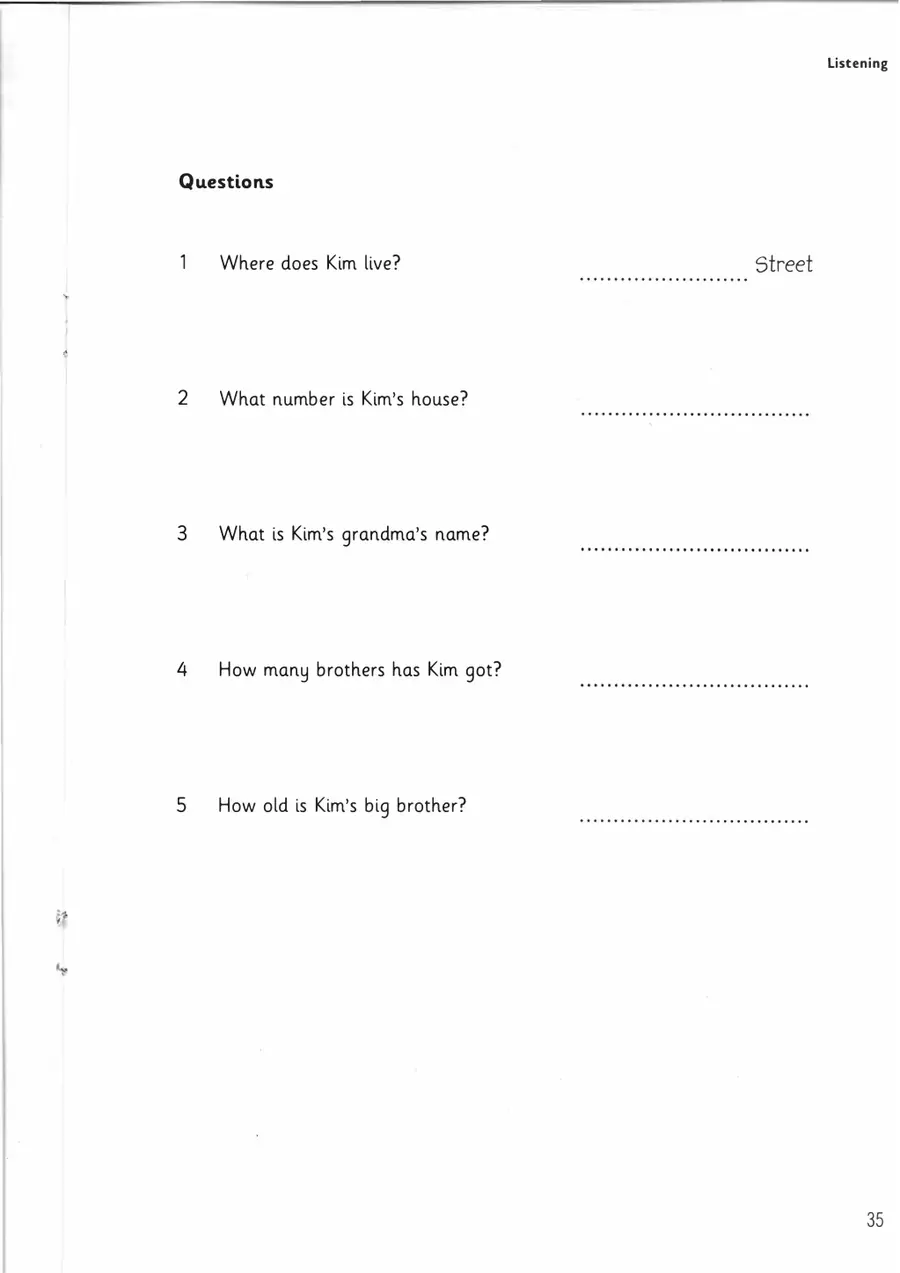 Listening
Questions
1 Where does Kim live? ......................... Street
2 What number is Kim's house? ..................................
3 What is Kim's grandma's name? ..................................
4 How many brothers has Kim got? ..................................
5 How old is Kim's big brother? ..................................
35